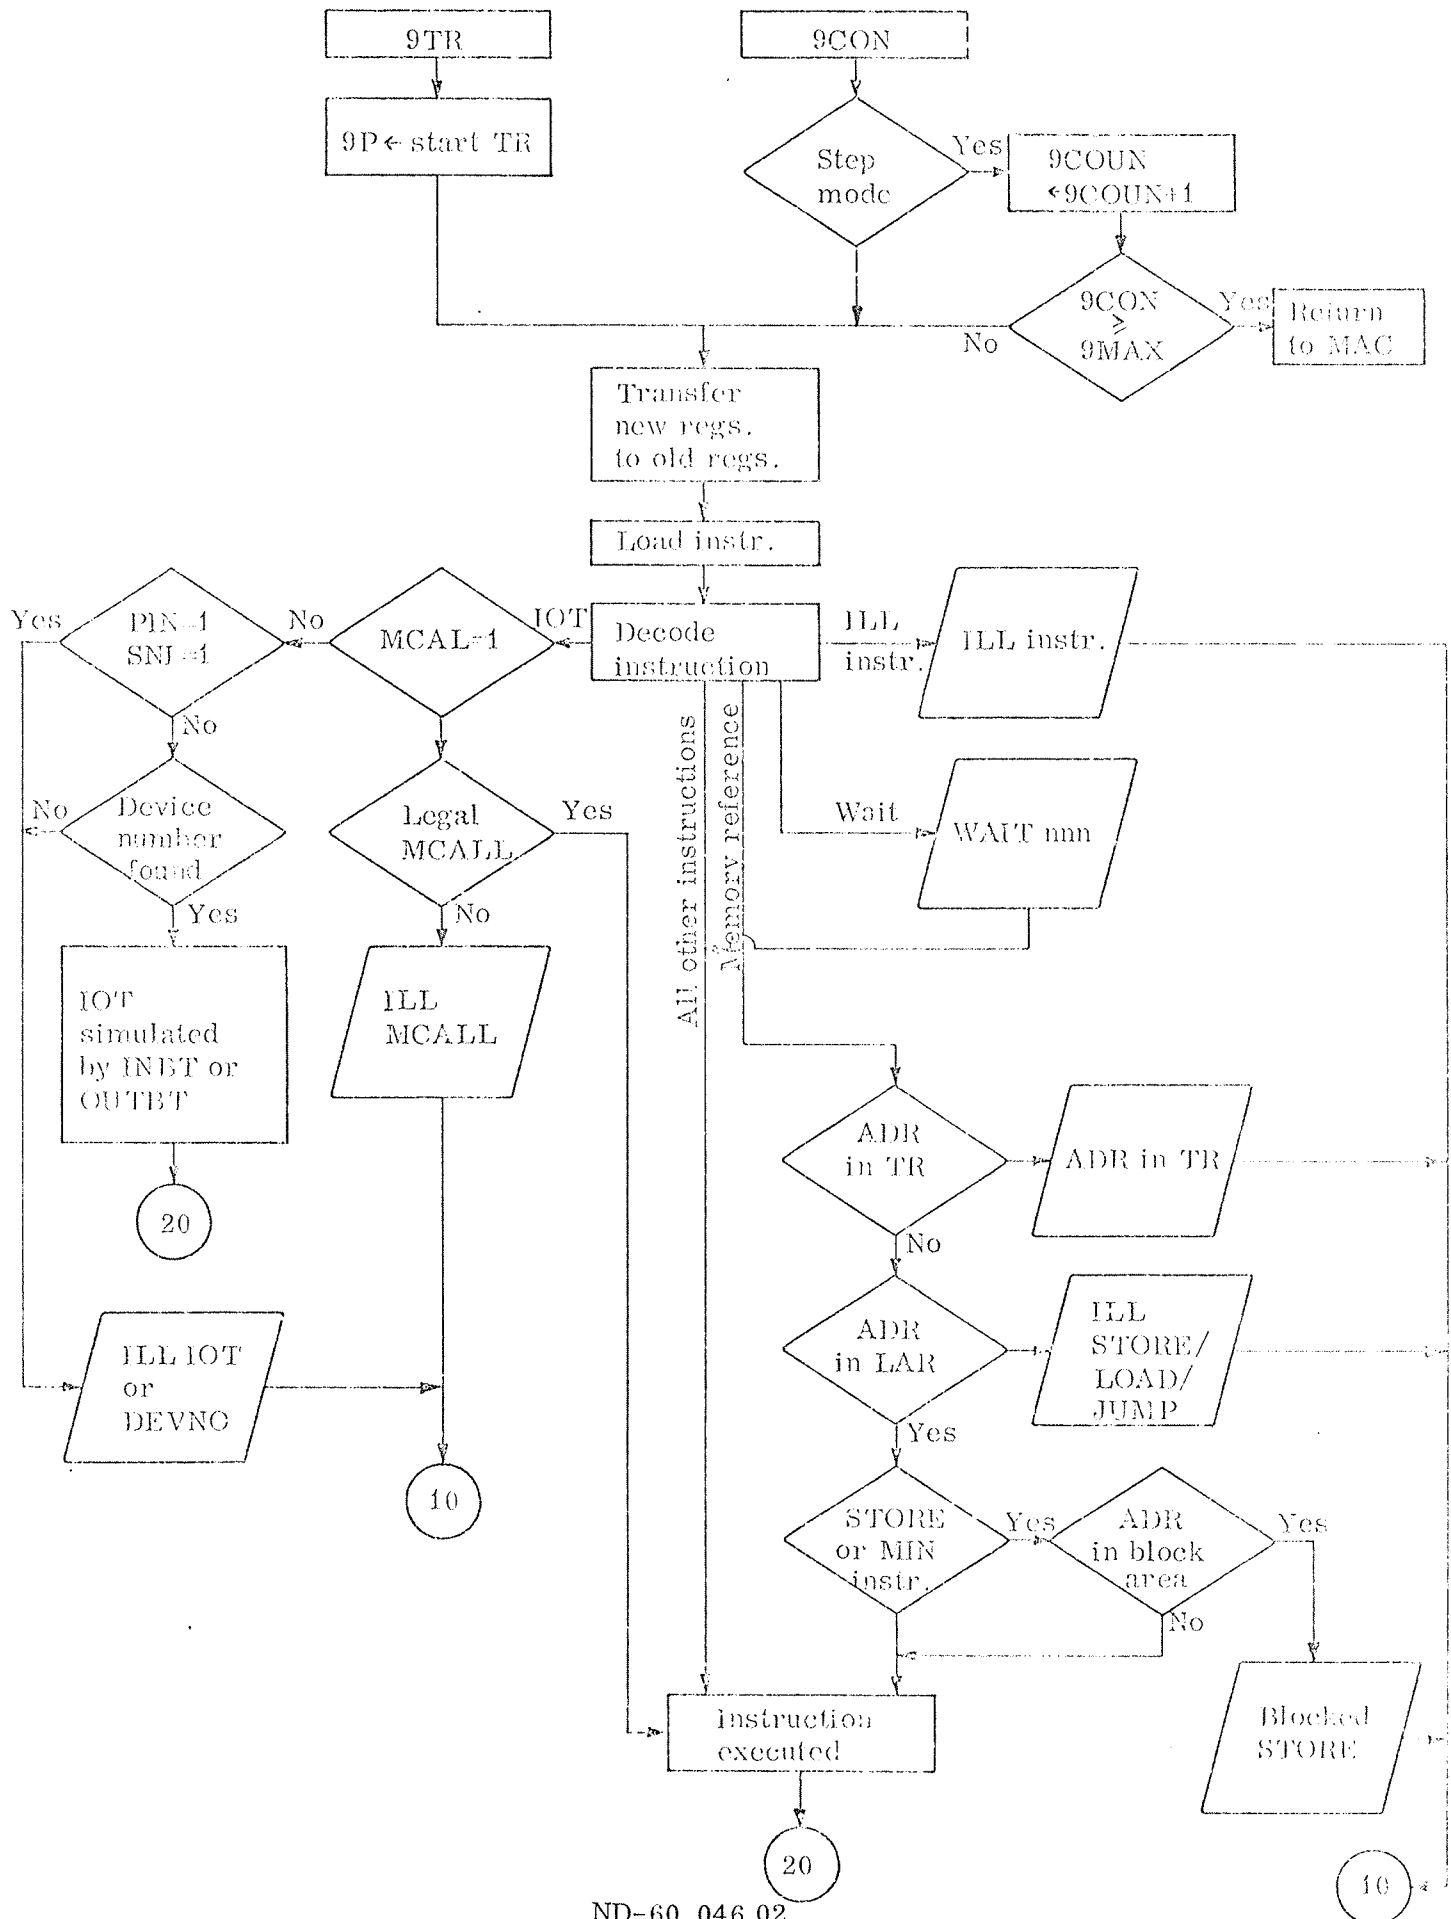 9TR
9CON
9P← start TR
Step
mode
Yes
9COUN
←9COUN+1
9CON
≥
9MAX
Yes
No
Return
to MAC
Transfer
new regs.
to old regs.
Load instr.
Decode
instruction
IOT
MCAL=1
No
PIN=1
SNI=1
Yes
No
ILL
instr.
ILL instr.
Device
number
found
No
Yes
Legal
MCALL
Yes
No
All other instructions
Memory reference
Wait
WAIT nnn
IOT
simulated
by INBT or
OUTBT
ILL
MCALL
20
ADR
in TR
ADR in TR
No
ADR
in LAR
ILL
STORE/
LOAD/
JUMP
Yes
ILL IOT
or
DEVNO
10
STORE
or MIN
instr.
Yes
ADR
in block
area
Yes
No
Instruction
executed
Blocked
STORE
20
10
ND-60.046.02